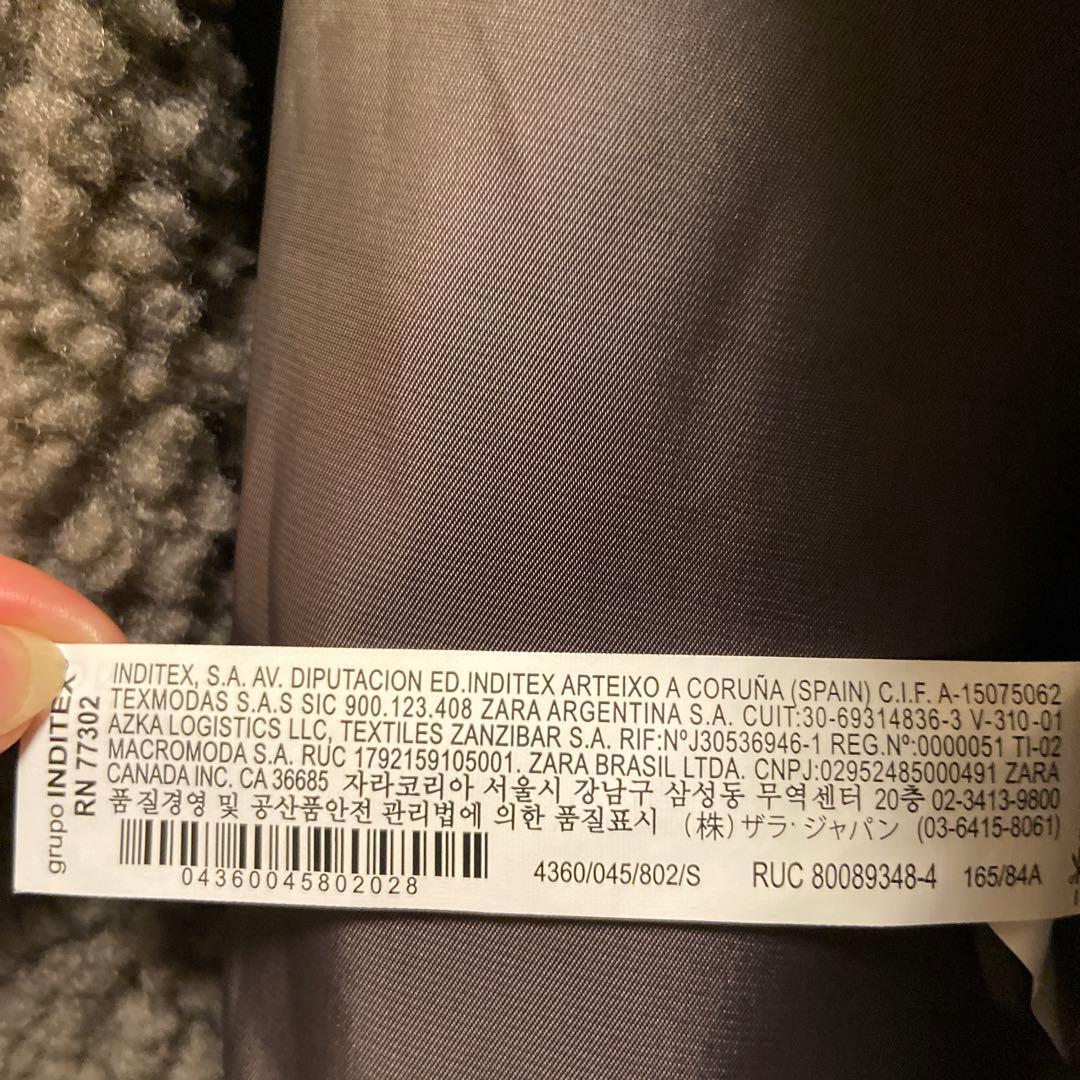 grupo INDITEX
RN 77302
INDITEX, S.A. AV. DIPUTACION ED.INDITEX ARTEIXO A CORUÑA (SPAIN) C.I.F. A-15075062
TEXMODAS S.A.S SIC 900.123.408 ZARA ARGENTINA S.A. CUIT:30-69314836-3 V-310-01
AZKA LOGISTICS LLC, TEXTILES ZANZIBAR S.A. RIF:NºJ30536946-1 REG.Nº:0000051 TI-02
MACROMODA S.A. RUC 1792159105001. ZARA BRASIL LTDA. CNPJ:02952485000491 ZARA
CANADA INC. CA 36685 자라코리아 서울시 강남구 삼성동 무역센터 20층 02-3413-9800
품질경영 및 공산품안전 관리법에 의한 품질표시 (株)ザラ・ジャパン (03-6415-8061)
04360045802028
4360/045/802/S RUC 80089348-4 165/84A